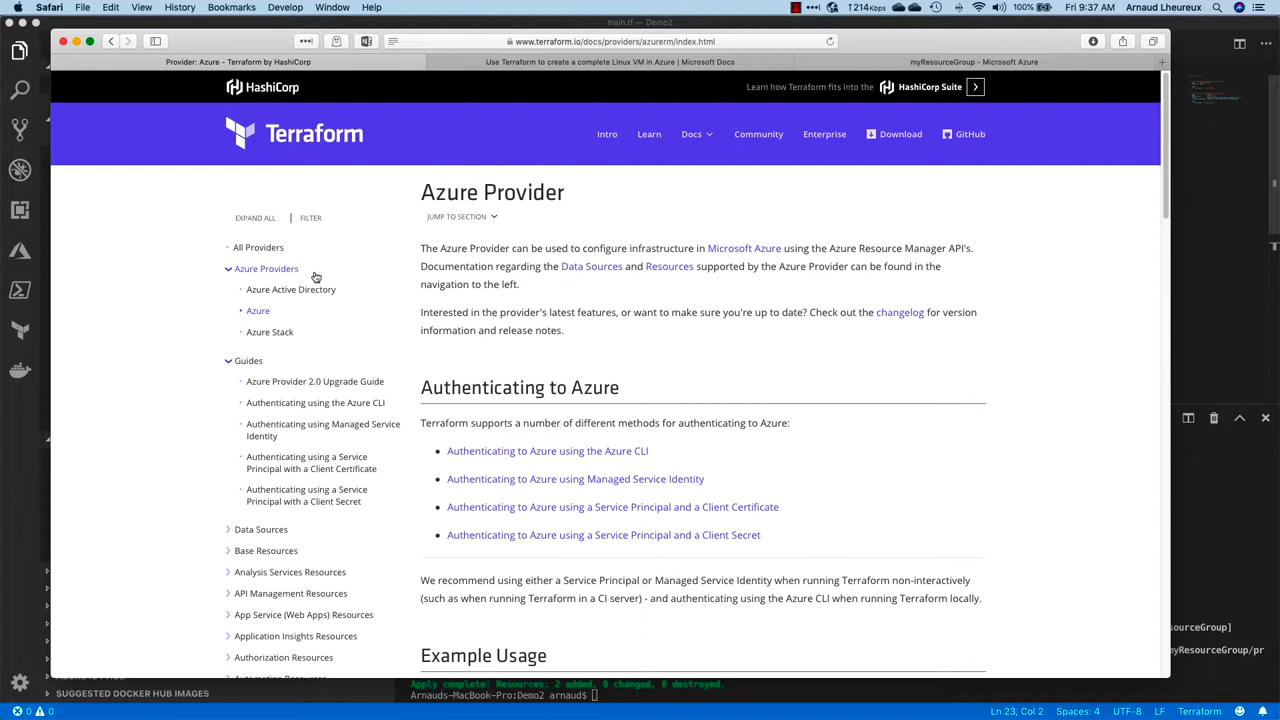 Safari File Edit View History Bookmarks Develop Window Help
1214Kbps 100% Fri 9:37 AM Arnaud Lheureux
main.tf — Demo2
www.terraform.io/docs/providers/azurerm/index.html
Provider: Azure - Terraform by HashiCorp
Use Terraform to create a complete Linux VM in Azure | Microsoft Docs
myResourceGroup - Microsoft Azure
HashiCorp
Learn how Terraform fits into the HashiCorp Suite
Terraform
Intro Learn Docs Community Enterprise Download GitHub
EXPAND ALL | FILTER
All Providers
Azure Providers
Azure Active Directory
Azure
Azure Stack
Guides
Azure Provider 2.0 Upgrade Guide
Authenticating using the Azure CLI
Authenticating using Managed Service
Identity
Authenticating using a Service
Principal with a Client Certificate
Authenticating using a Service
Principal with a Client Secret
Data Sources
Base Resources
Analysis Services Resources
API Management Resources
App Service (Web Apps) Resources
Application Insights Resources
Authorization Resources
Azure Provider
JUMP TO SECTION
The Azure Provider can be used to configure infrastructure in Microsoft Azure using the Azure Resource Manager API's.
Documentation regarding the Data Sources and Resources supported by the Azure Provider can be found in the
navigation to the left.
Interested in the provider's latest features, or want to make sure you're up to date? Check out the changelog for version
information and release notes.
Authenticating to Azure
Terraform supports a number of different methods for authenticating to Azure:
• Authenticating to Azure using the Azure CLI
• Authenticating to Azure using Managed Service Identity
• Authenticating to Azure using a Service Principal and a Client Certificate
• Authenticating to Azure using a Service Principal and a Client Secret
We recommend using either a Service Principal or Managed Service Identity when running Terraform non-interactively
(such as when running Terraform in a CI server) - and authenticating using the Azure CLI when running Terraform locally.
Example Usage
sourceGroup]
yResourceGroup/pr
Apply complete! Resources: 2 added, 0 changed, 0 destroyed.
SUGGESTED DOCKER HUB IMAGES
Arnauds-MacBook-Pro:Demo2 arnaud$
0 0 Ln 23, Col 2 Spaces: 4 UTF-8 LF Terraform